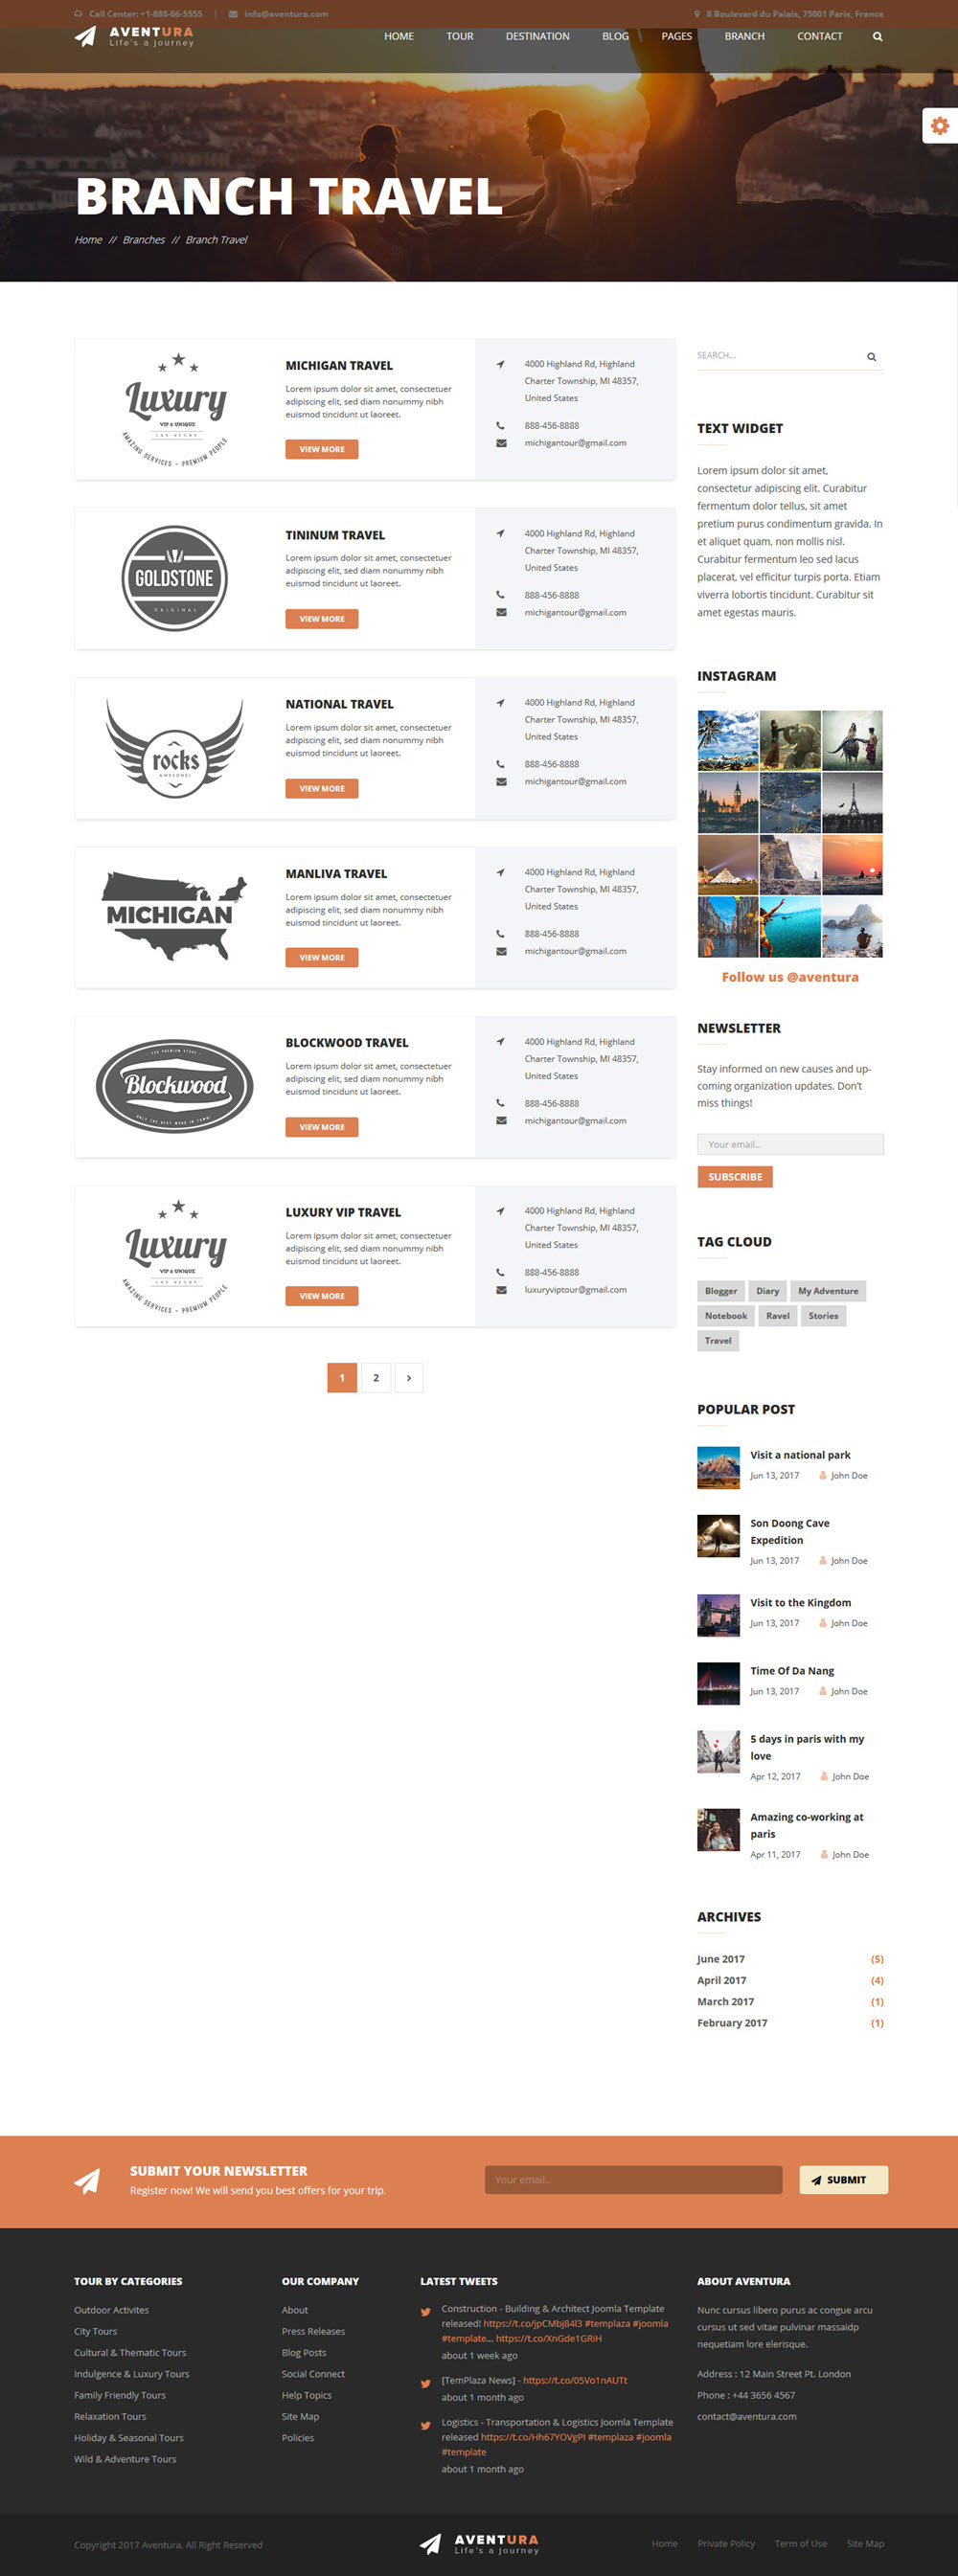 Call Center: +1-888-66-5555 | info@aventura.com
8 Boulevard du Palais, 75001 Paris, France
AVENTURA
Life's a journey
HOME TOUR DESTINATION BLOG PAGES BRANCH CONTACT
BRANCH TRAVEL
Home // Branches // Branch Travel
Luxury
VIP & UNIQUE
LAS VEGAS
AMAZING SERVICES - PREMIUM PEOPLE
MICHIGAN TRAVEL
Lorem ipsum dolor sit amet, consectetuer
adipiscing elit, sed diam nonummy nibh
euismod tincidunt ut laoreet.
VIEW MORE
4000 Highland Rd, Highland
Charter Township, MI 48357,
United States
888-456-8888
michigantour@gmail.com
GOLDSTONE
ORIGINAL
TININUM TRAVEL
Lorem ipsum dolor sit amet, consectetuer
adipiscing elit, sed diam nonummy nibh
euismod tincidunt ut laoreet.
VIEW MORE
4000 Highland Rd, Highland
Charter Township, MI 48357,
United States
888-456-8888
michigantour@gmail.com
rocks
AWESOME!
NATIONAL TRAVEL
Lorem ipsum dolor sit amet, consectetuer
adipiscing elit, sed diam nonummy nibh
euismod tincidunt ut laoreet.
VIEW MORE
4000 Highland Rd, Highland
Charter Township, MI 48357,
United States
888-456-8888
michigantour@gmail.com
MICHIGAN
MANLIVA TRAVEL
Lorem ipsum dolor sit amet, consectetuer
adipiscing elit, sed diam nonummy nibh
euismod tincidunt ut laoreet.
VIEW MORE
4000 Highland Rd, Highland
Charter Township, MI 48357,
United States
888-456-8888
michigantour@gmail.com
THE PREMIUM STORE
Blockwood
ONLY THE BEST WOOD IN TOWN!
BLOCKWOOD TRAVEL
Lorem ipsum dolor sit amet, consectetuer
adipiscing elit, sed diam nonummy nibh
euismod tincidunt ut laoreet.
VIEW MORE
4000 Highland Rd, Highland
Charter Township, MI 48357,
United States
888-456-8888
michigantour@gmail.com
Luxury
VIP & UNIQUE
LAS VEGAS
AMAZING SERVICES - PREMIUM PEOPLE
LUXURY VIP TRAVEL
Lorem ipsum dolor sit amet, consectetuer
adipiscing elit, sed diam nonummy nibh
euismod tincidunt ut laoreet.
VIEW MORE
4000 Highland Rd, Highland
Charter Township, MI 48357,
United States
888-456-8888
luxuryviptour@gmail.com
1 2 >
SEARCH...
TEXT WIDGET
Lorem ipsum dolor sit amet,
consectetur adipiscing elit. Curabitur
fermentum dolor tellus, sit amet
pretium purus condimentum gravida. In
et aliquet quam, non mollis nisl.
Curabitur fermentum leo sed lacus
placerat, vel efficitur turpis porta. Etiam
viverra lobortis tincidunt. Curabitur sit
amet egestas mauris.
INSTAGRAM
Follow us @aventura
NEWSLETTER
Stay informed on new causes and up-
coming organization updates. Don't
miss things!
Your email..
SUBSCRIBE
TAG CLOUD
Blogger Diary My Adventure
Notebook Ravel Stories
Travel
POPULAR POST
Visit a national park
Jun 13, 2017 John Doe
Son Doong Cave
Expedition
Jun 13, 2017 John Doe
Visit to the Kingdom
Jun 13, 2017 John Doe
Time Of Da Nang
Jun 13, 2017 John Doe
5 days in paris with my
love
Apr 12, 2017 John Doe
Amazing co-working at
paris
Apr 11, 2017 John Doe
ARCHIVES
June 2017 (5)
April 2017 (4)
March 2017 (1)
February 2017 (1)
SUBMIT YOUR NEWSLETTER
Register now! We will send you best offers for your trip.
Your email..
SUBMIT
TOUR BY CATEGORIES
Outdoor Activites
City Tours
Cultural & Thematic Tours
Indulgence & Luxury Tours
Family Friendly Tours
Relaxation Tours
Holiday & Seasonal Tours
Wild & Adventure Tours
OUR COMPANY
About
Press Releases
Blog Posts
Social Connect
Help Topics
Site Map
Policies
LATEST TWEETS
Construction - Building & Architect Joomla Template
released! https://t.co/jpCMbj84l3 #templaza #joomla
#template... https://t.co/XnGde1GRiH
about 1 week ago
[TemPlaza News] - https://t.co/05Vo1nAUTt
about 1 month ago
Logistics - Transportation & Logistics Joomla Template
released https://t.co/Hh67YOVgPI #templaza #joomla
#template
about 1 month ago
ABOUT AVENTURA
Nunc cursus libero purus ac congue arcu
cursus ut sed vitae pulvinar massaidp
nequetiam lore elerisque.
Address : 12 Main Street Pt. London
Phone : +44 3656 4567
contact@aventura.com
Copyright 2017 Aventura, All Right Reserved
AVENTURA
Life's a journey
Home Private Policy Term of Use Site Map